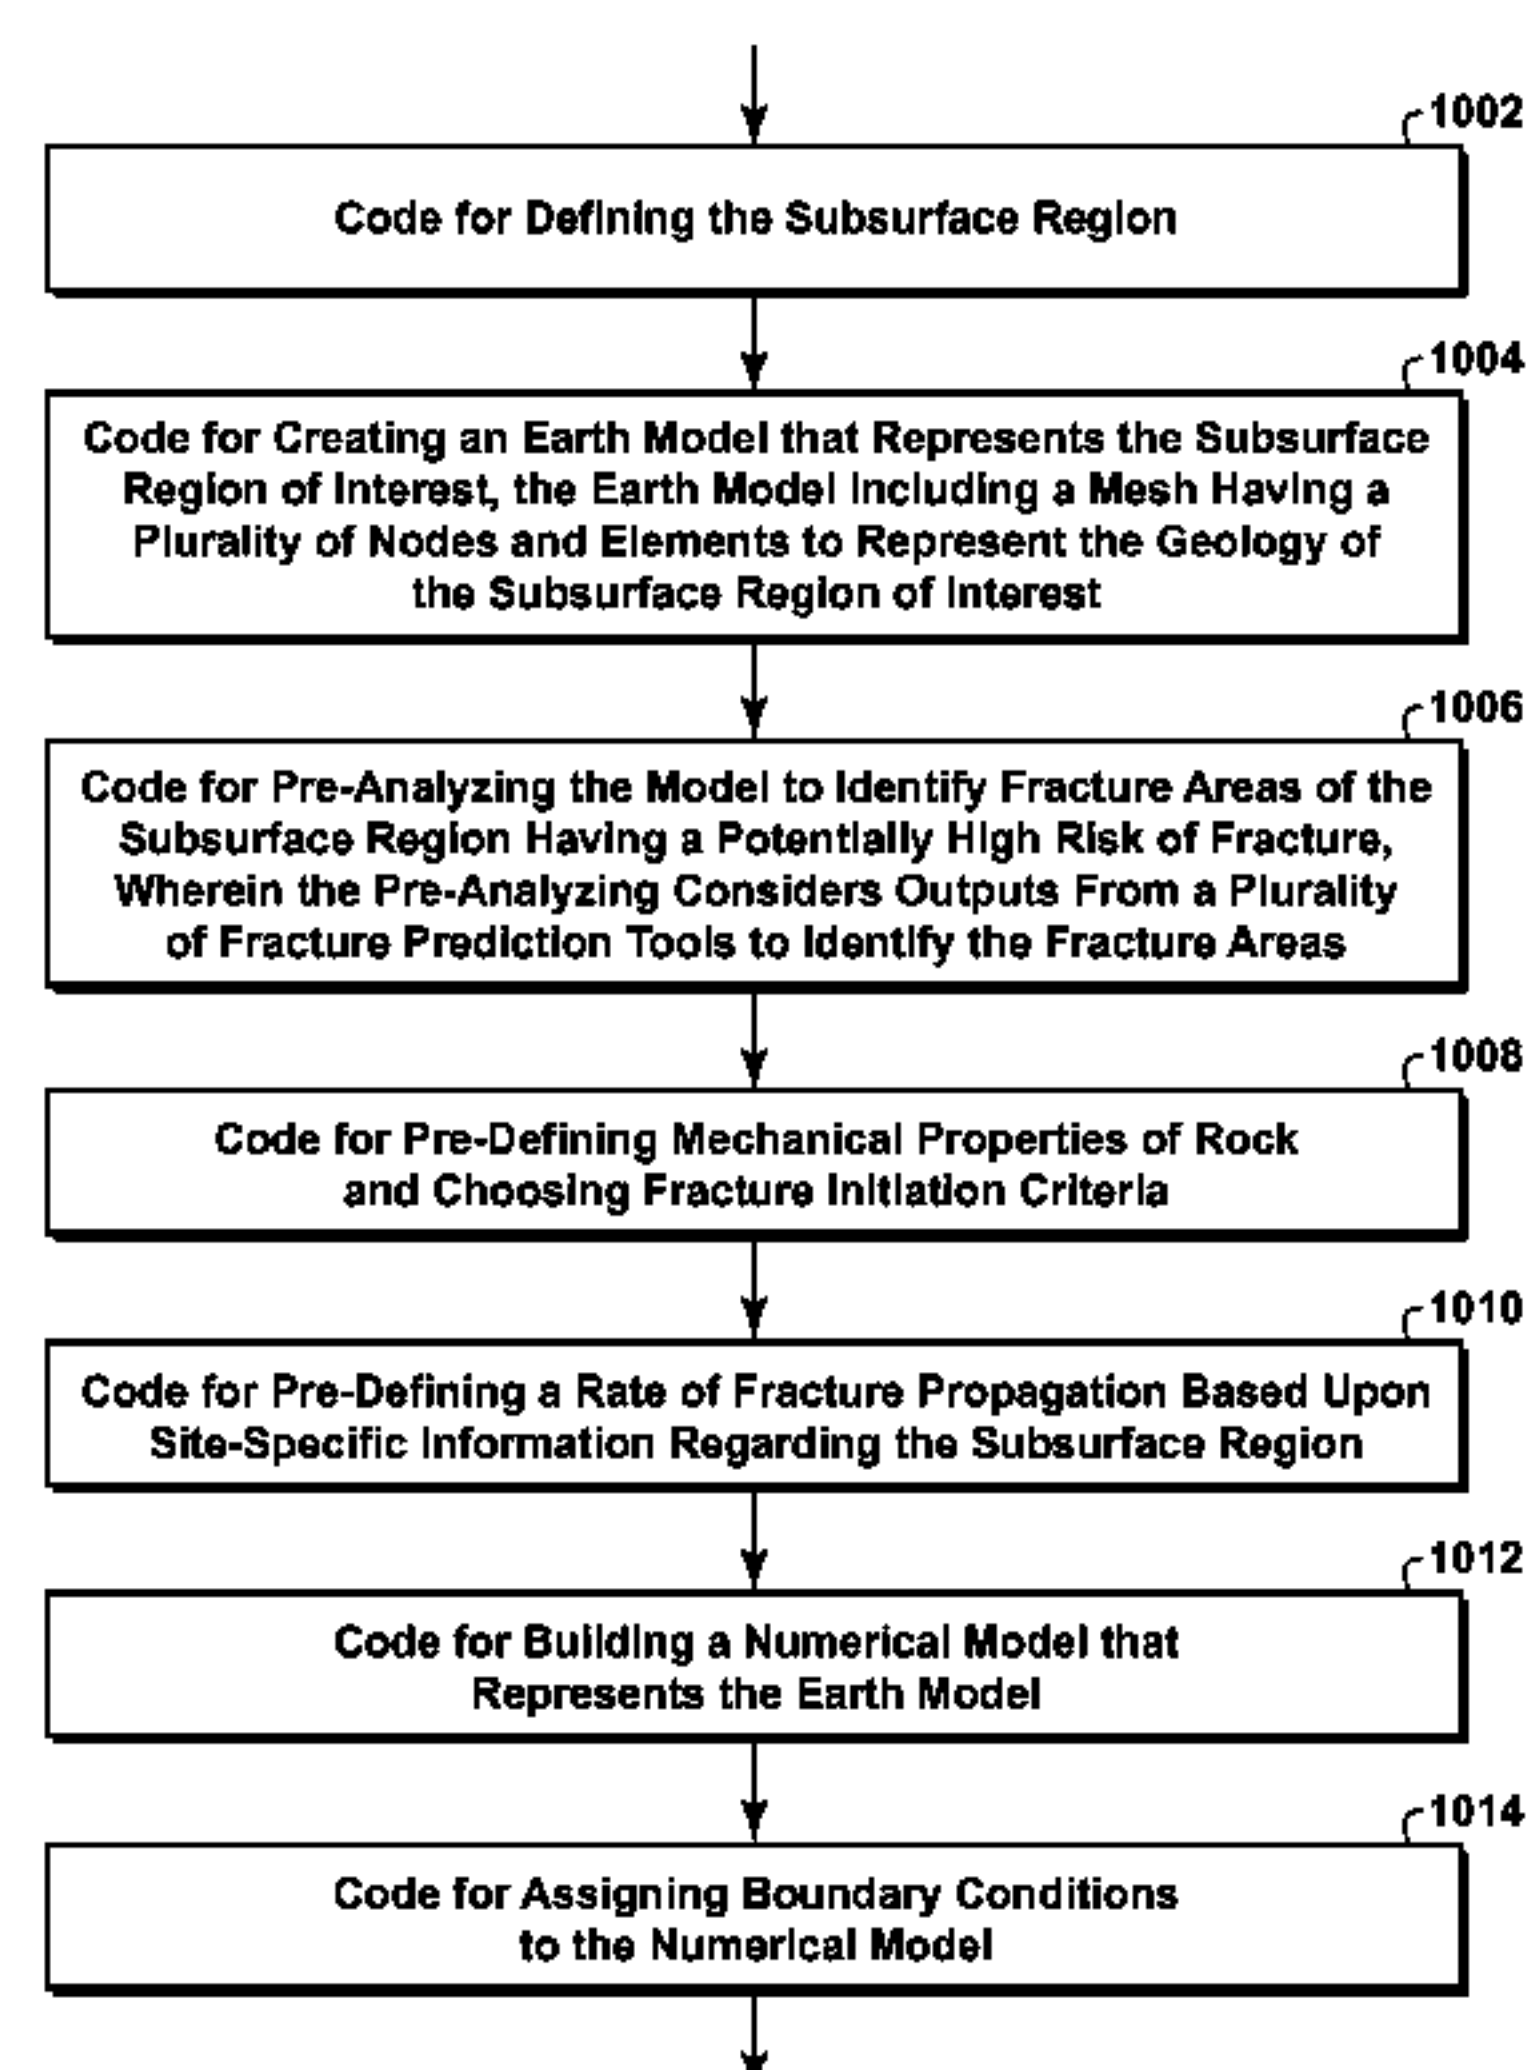 1002
Code for Defining the Subsurface Region
1004
Code for Creating an Earth Model that Represents the Subsurface
Region of Interest, the Earth Model Including a Mesh Having a
Plurality of Nodes and Elements to Represent the Geology of
the Subsurface Region of Interest
1006
Code for Pre-Analyzing the Model to Identify Fracture Areas of the
Subsurface Region Having a Potentially High Risk of Fracture,
Wherein the Pre-Analyzing Considers Outputs From a Plurality
of Fracture Prediction Tools to Identify the Fracture Areas
1008
Code for Pre-Defining Mechanical Properties of Rock
and Choosing Fracture Initiation Criteria
1010
Code for Pre-Defining a Rate of Fracture Propagation Based Upon
Site-Specific Information Regarding the Subsurface Region
1012
Code for Building a Numerical Model that
Represents the Earth Model
1014
Code for Assigning Boundary Conditions
to the Numerical Model